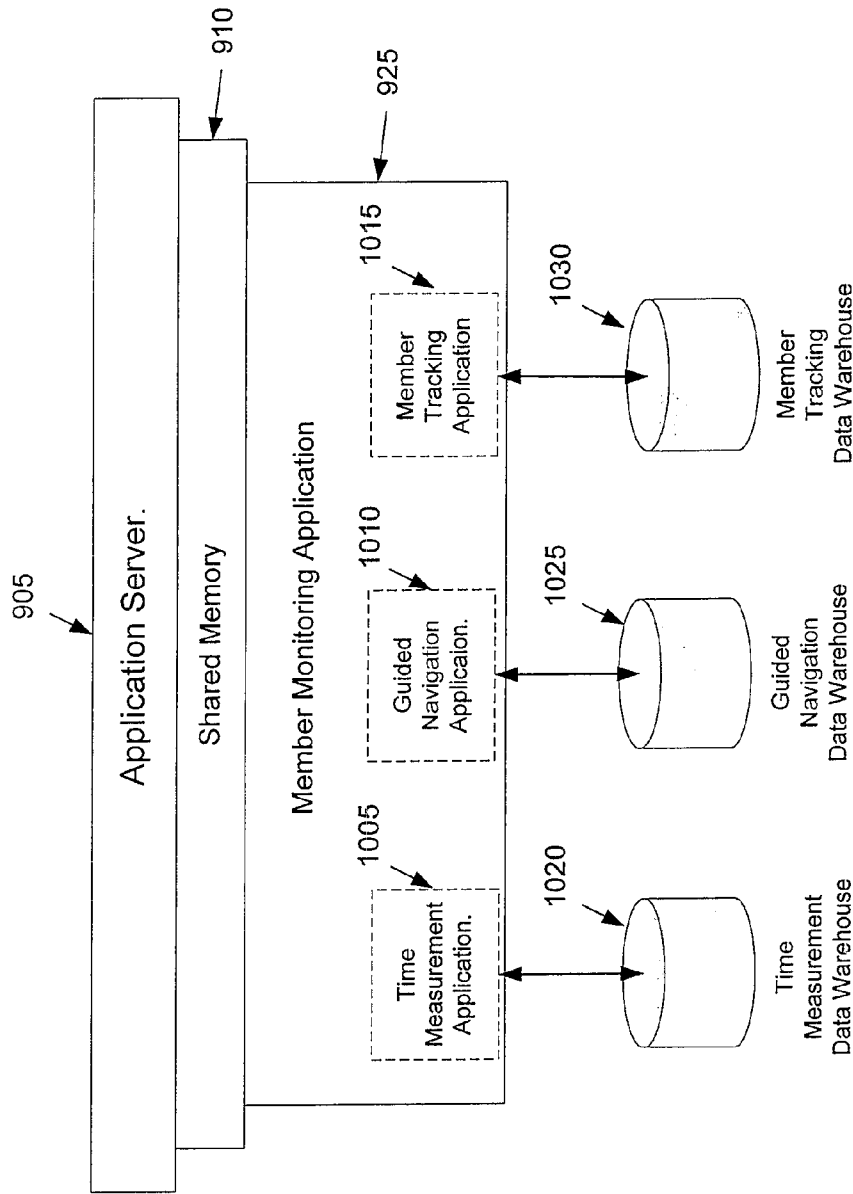 905
Application Server.
910
Shared Memory
925
Member Monitoring Application
1005
Time
Measurement
Application.
1010
Guided
Navigation
Applicaion.
1015
Member
Tracking
Application
1020
1025
1030
Time
Measurement
Data Warehouse
Guided
Navigation
Data Warehouse
Member
Tracking
Data Warehouse